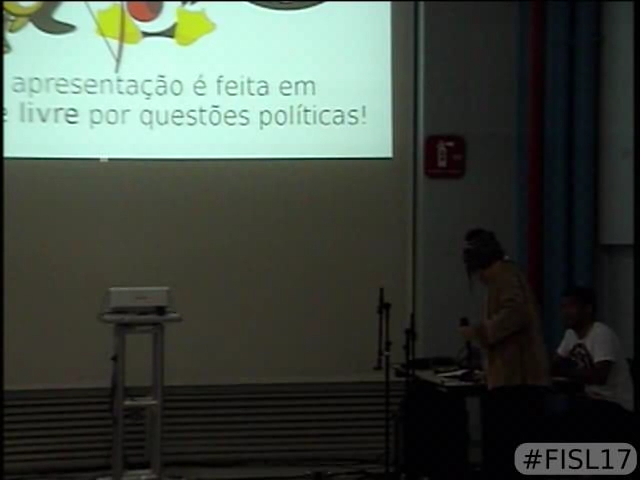 apresentação é feita em
livre por questões políticas!
#FISL17